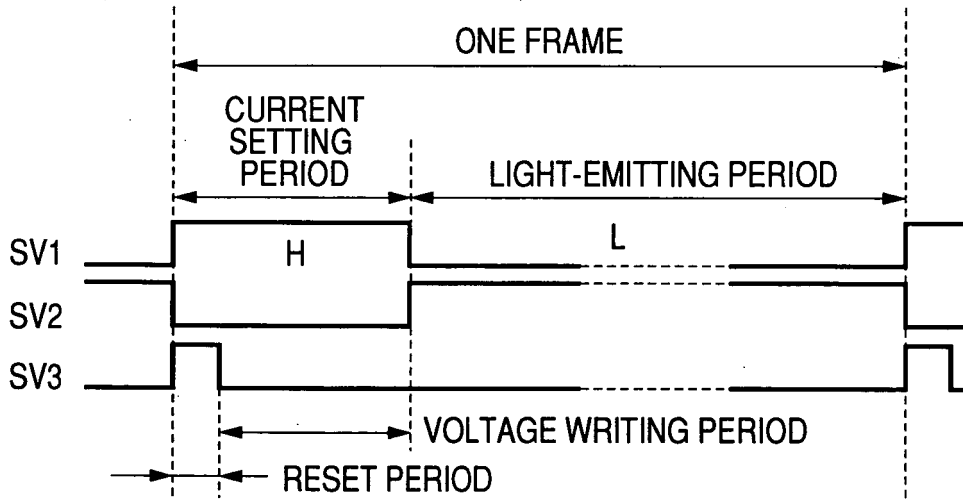 ONE FRAME
CURRENT
SETTING
PERIOD
LIGHT-EMITTING PERIOD
SV1
H
L
SV2
SV3
VOLTAGE WRITING PERIOD
RESET PERIOD